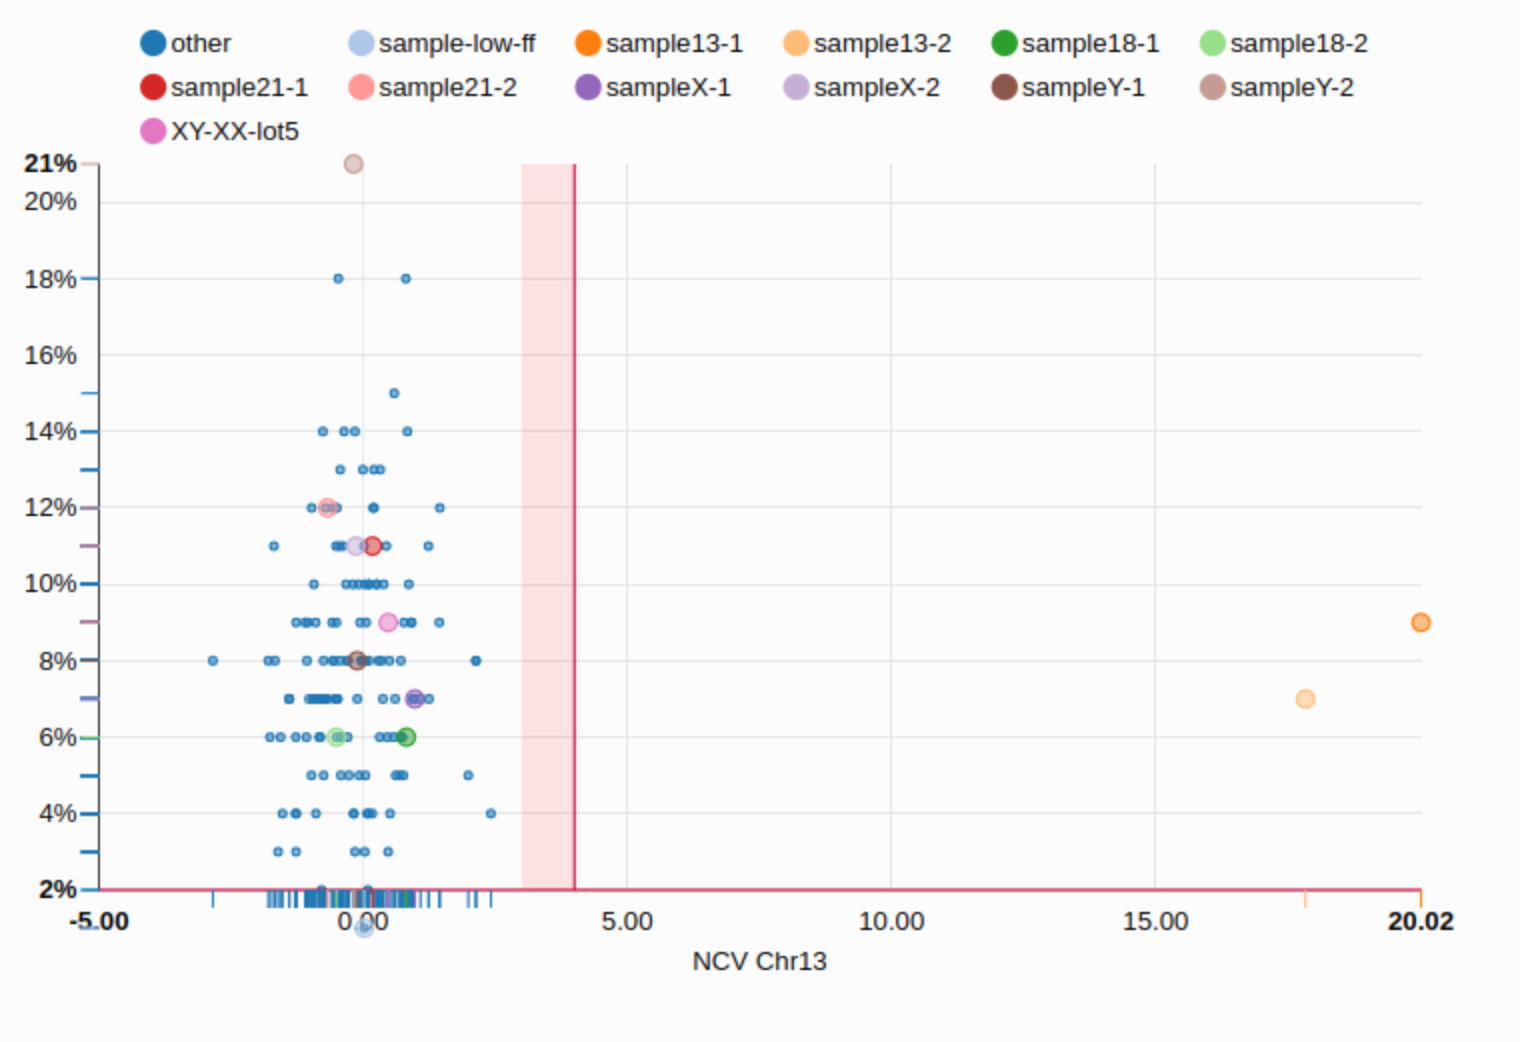 other sample-low-ff sample13-1 sample13-2 sample18-1 sample18-2
sample21-1 sample21-2 sampleX-1 sampleX-2 sampleY-1 sampleY-2
XY-XX-lot5
21%
20%
18%
16%
14%
12%
10%
8%
6%
4%
2%
-5.00 0.00 5.00 10.00 15.00 20.02
NCV Chr13